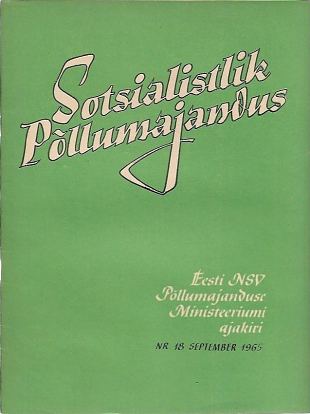 Sotsialistlik
Põllumajandus
Eesti NSV
Põllumajanduse
Ministeeriumi
ajakiri
NR. 18 SEPTEMBER 1965